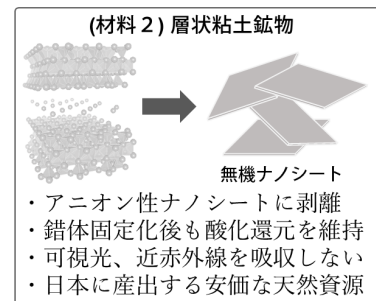 (材料２) 層状粘土鉱物
無機ナノシート
・アニオン性ナノシートに剥離
・錯体固定化後も酸化還元を維持
・可視光、近赤外線を吸収しない
・日本に産出する安価な天然資源